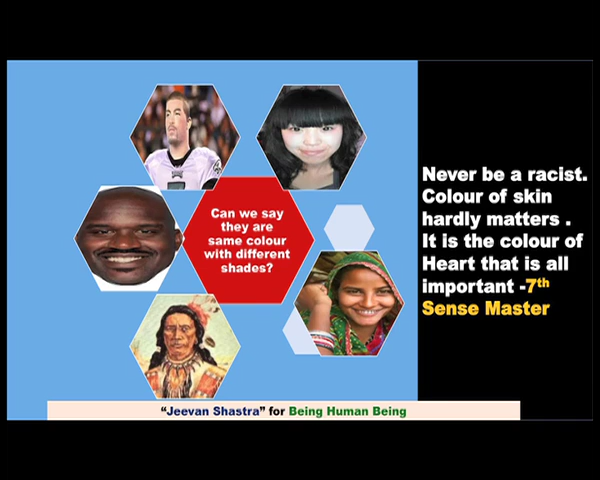 Can we say
they are
same colour
with different
shades?
Never be a racist.
Colour of skin
hardly matters .
It is the colour of
Heart that is all
important -7th
Sense Master
“Jeevan Shastra” for Being Human Being